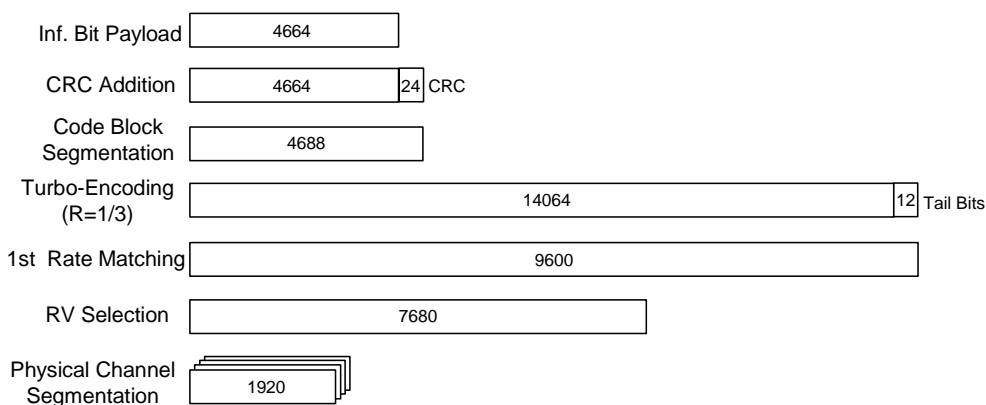 Inf. Bit Payload
4664
CRC Addition
4664
24
CRC
Code Block
Segmentation
4688
Turbo-Encoding
(R=1/3)
14064
12
Tail Bits
1st Rate Matching
9600
RV Selection
7680
Physical Channel
Segmentation
1920